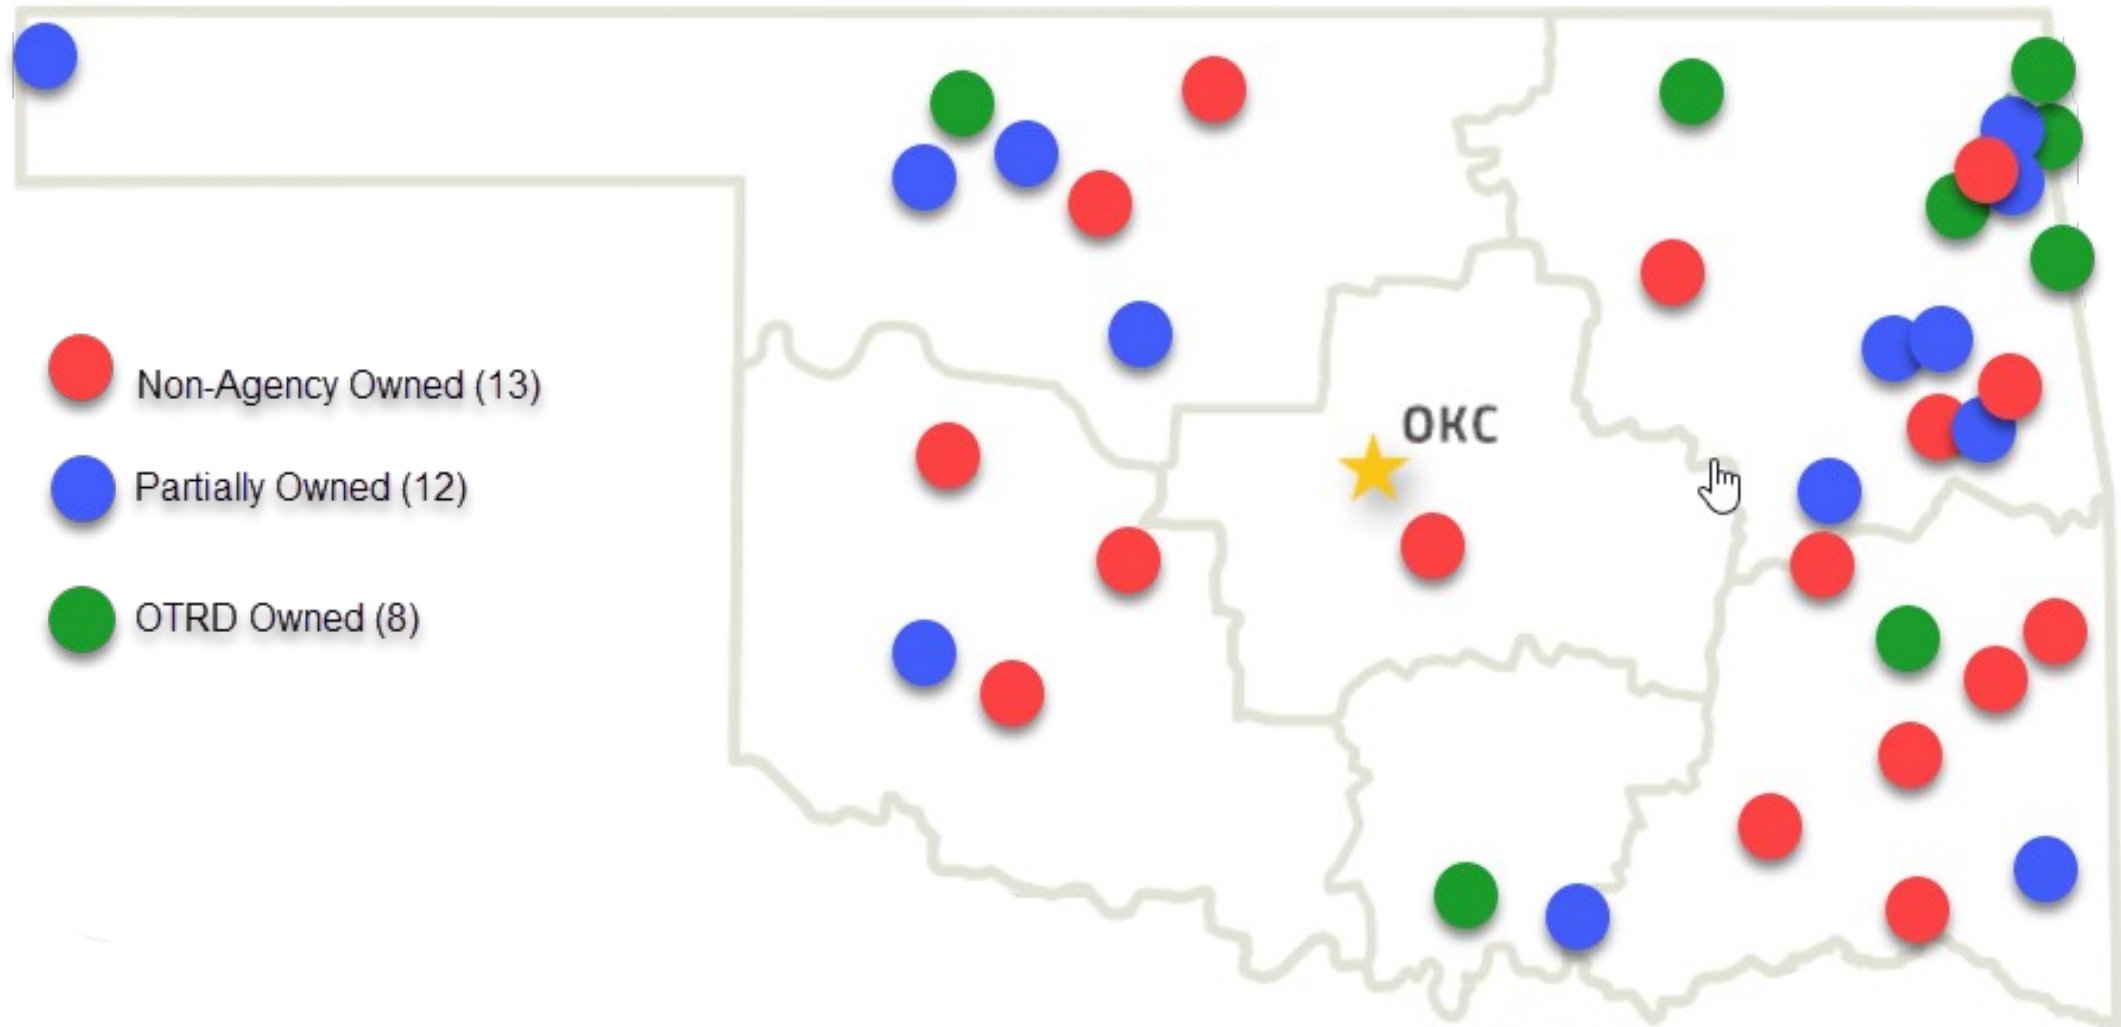 OKC
Non-Agency Owned (13)
Partially Owned (12)
OTRD Owned (8)